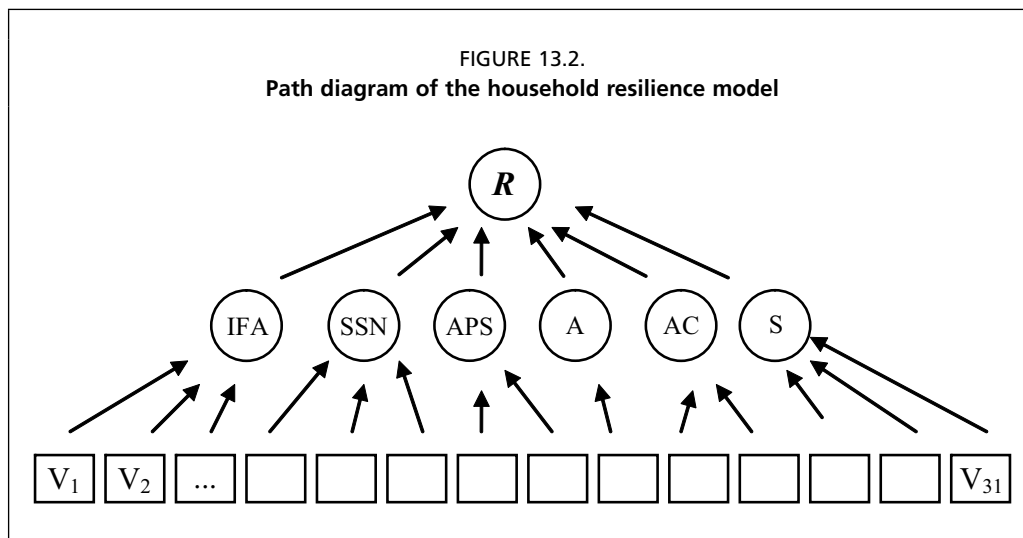 FIGURE 13.2.
Path diagram of the household resilience model
R
IFA SSN APS A AC S
V₁ V₂ ... V₃₁